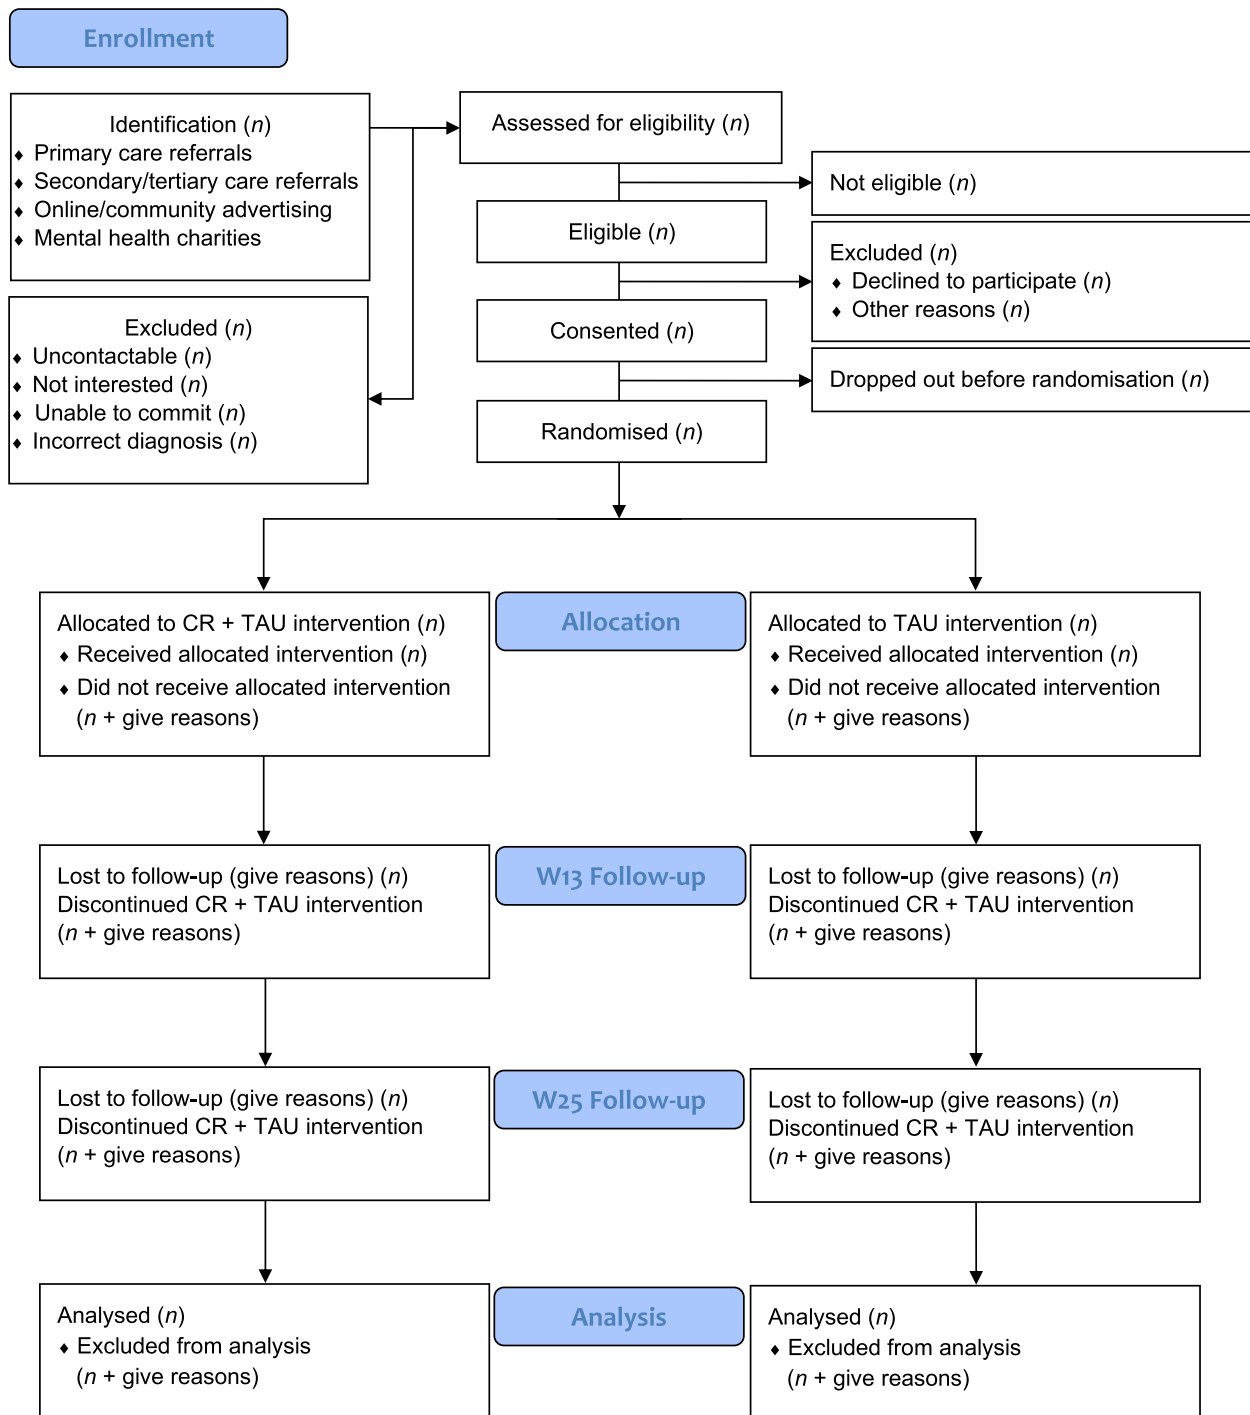 Enrollment
Identification (n)
♦ Primary care referrals
♦ Secondary/tertiary care referrals
♦ Online/community advertising
♦ Mental health charities
Excluded (n)
♦ Uncontactable (n)
♦ Not interested (n)
♦ Unable to commit (n)
♦ Incorrect diagnosis (n)
Assessed for eligibility (n)
Not eligible (n)
Eligible (n)
Excluded (n)
♦ Declined to participate (n)
♦ Other reasons (n)
Consented (n)
Dropped out before randomisation (n)
Randomised (n)
Allocation
Allocated to CR + TAU intervention (n)
♦ Received allocated intervention (n)
♦ Did not receive allocated intervention
(n + give reasons)
Allocated to TAU intervention (n)
♦ Received allocated intervention (n)
♦ Did not receive allocated intervention
(n + give reasons)
W13 Follow-up
Lost to follow-up (give reasons) (n)
Discontinued CR + TAU intervention
(n + give reasons)
Lost to follow-up (give reasons) (n)
Discontinued CR + TAU intervention
(n + give reasons)
W25 Follow-up
Lost to follow-up (give reasons) (n)
Discontinued CR + TAU intervention
(n + give reasons)
Lost to follow-up (give reasons) (n)
Discontinued CR + TAU intervention
(n + give reasons)
Analysis
Analysed (n)
♦ Excluded from analysis
(n + give reasons)
Analysed (n)
♦ Excluded from analysis
(n + give reasons)